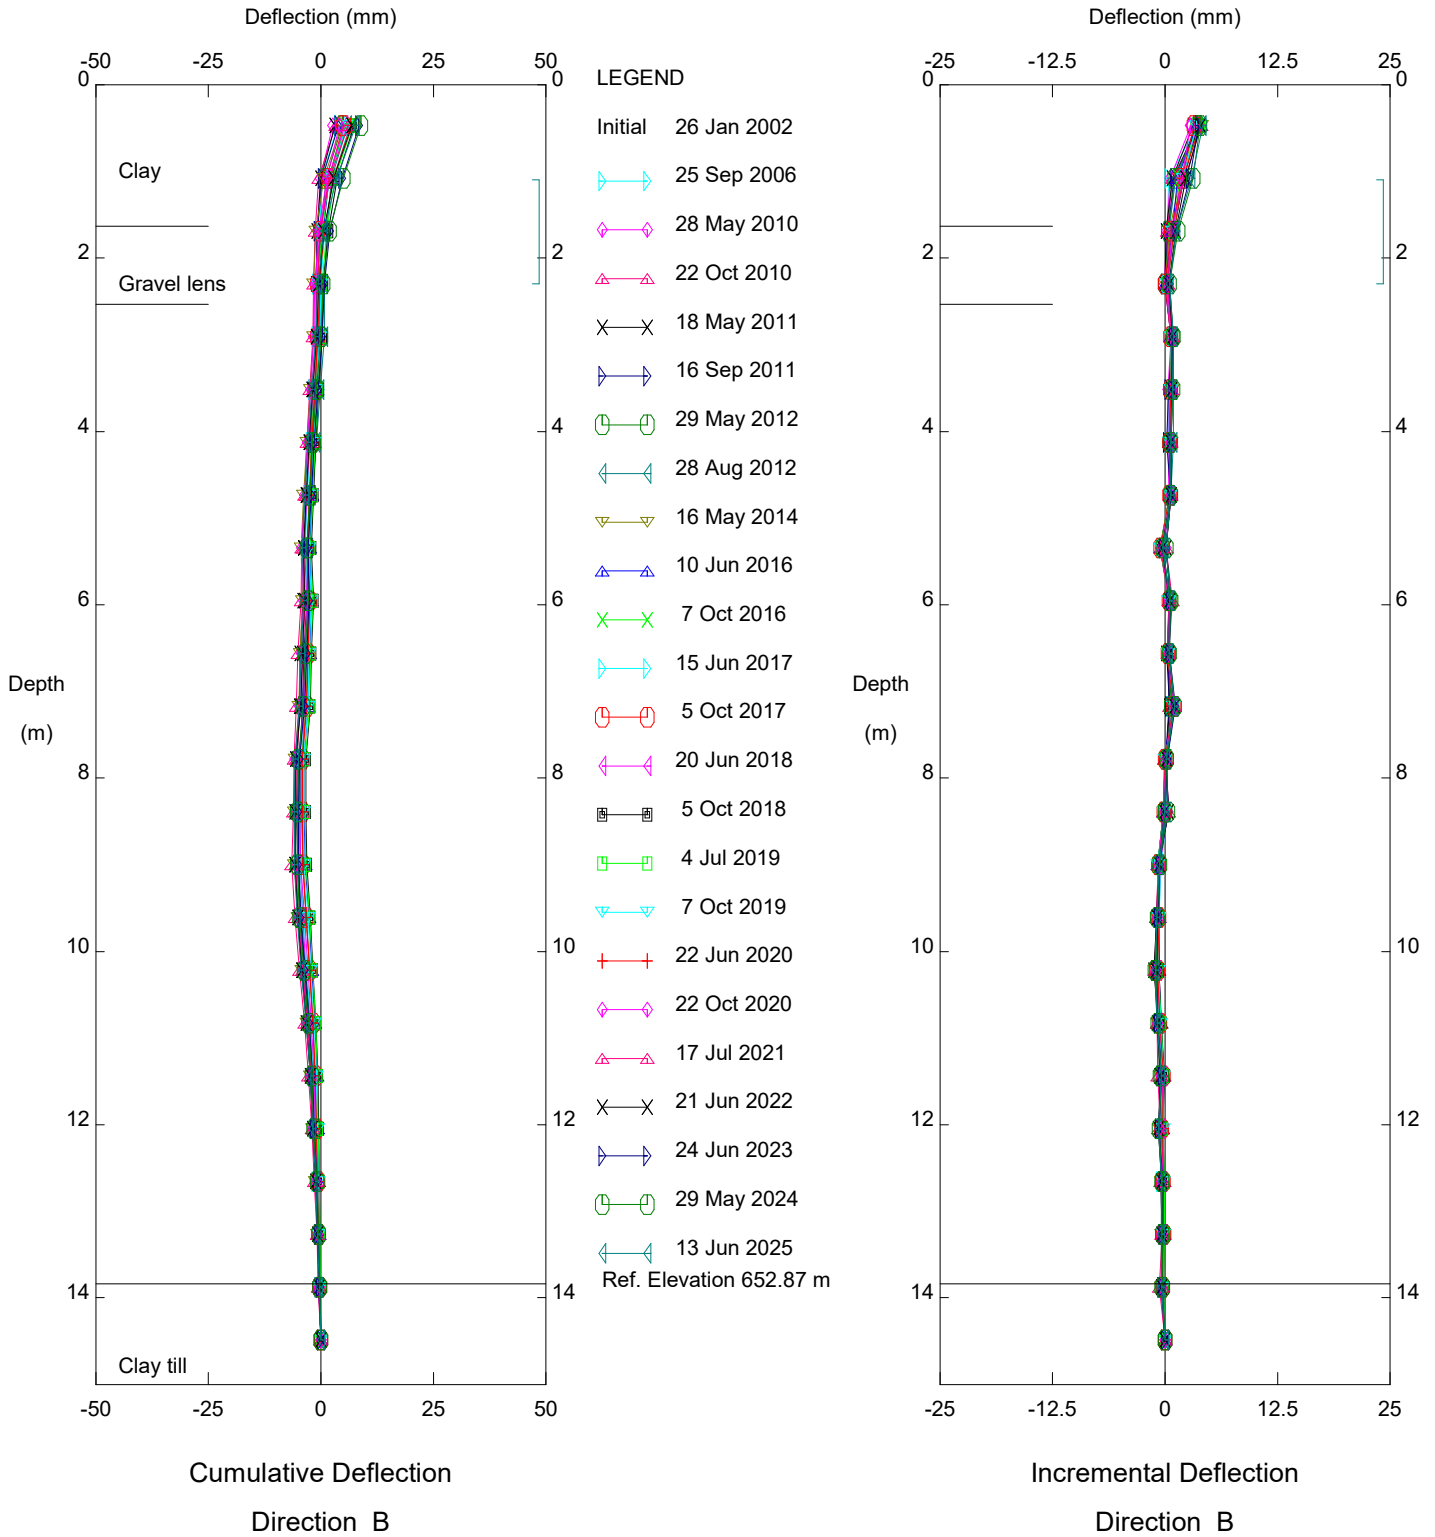 Deflection (mm)
-50 -25 0 25 50
0 0
Clay
2 2
Gravel lens
4 4
6 6
Depth
(m)
8 8
10 10
12 12
14 14
Clay till
-50 -25 0 25 50
Cumulative Deflection
Direction B
LEGEND
Initial 26 Jan 2002
25 Sep 2006
28 May 2010
22 Oct 2010
18 May 2011
16 Sep 2011
29 May 2012
28 Aug 2012
16 May 2014
10 Jun 2016
7 Oct 2016
15 Jun 2017
5 Oct 2017
20 Jun 2018
5 Oct 2018
4 Jul 2019
7 Oct 2019
22 Jun 2020
22 Oct 2020
17 Jul 2021
21 Jun 2022
24 Jun 2023
29 May 2024
13 Jun 2025
Ref. Elevation 652.87 m
Deflection (mm)
-25 -12.5 0 12.5 25
0 0
2 2
4 4
6 6
Depth
(m)
8 8
10 10
12 12
14 14
-25 -12.5 0 12.5 25
Incremental Deflection
Direction B